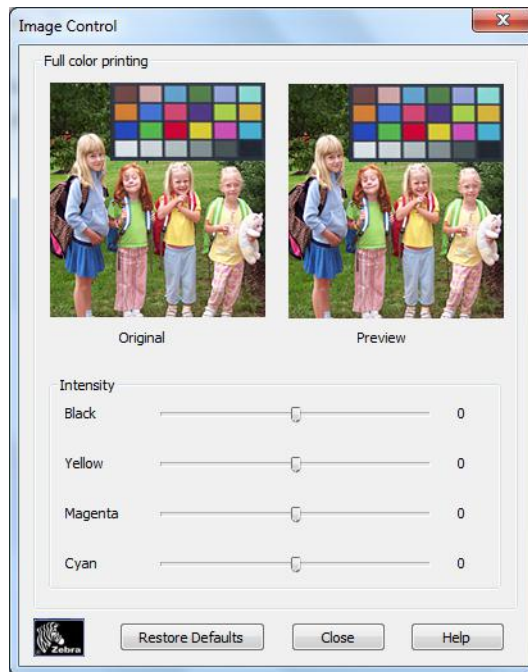 Image Control
Full color printing
Original Preview
Intensity
Black 0
Yellow 0
Magenta 0
Cyan 0
Zebra Restore Defaults Close Help